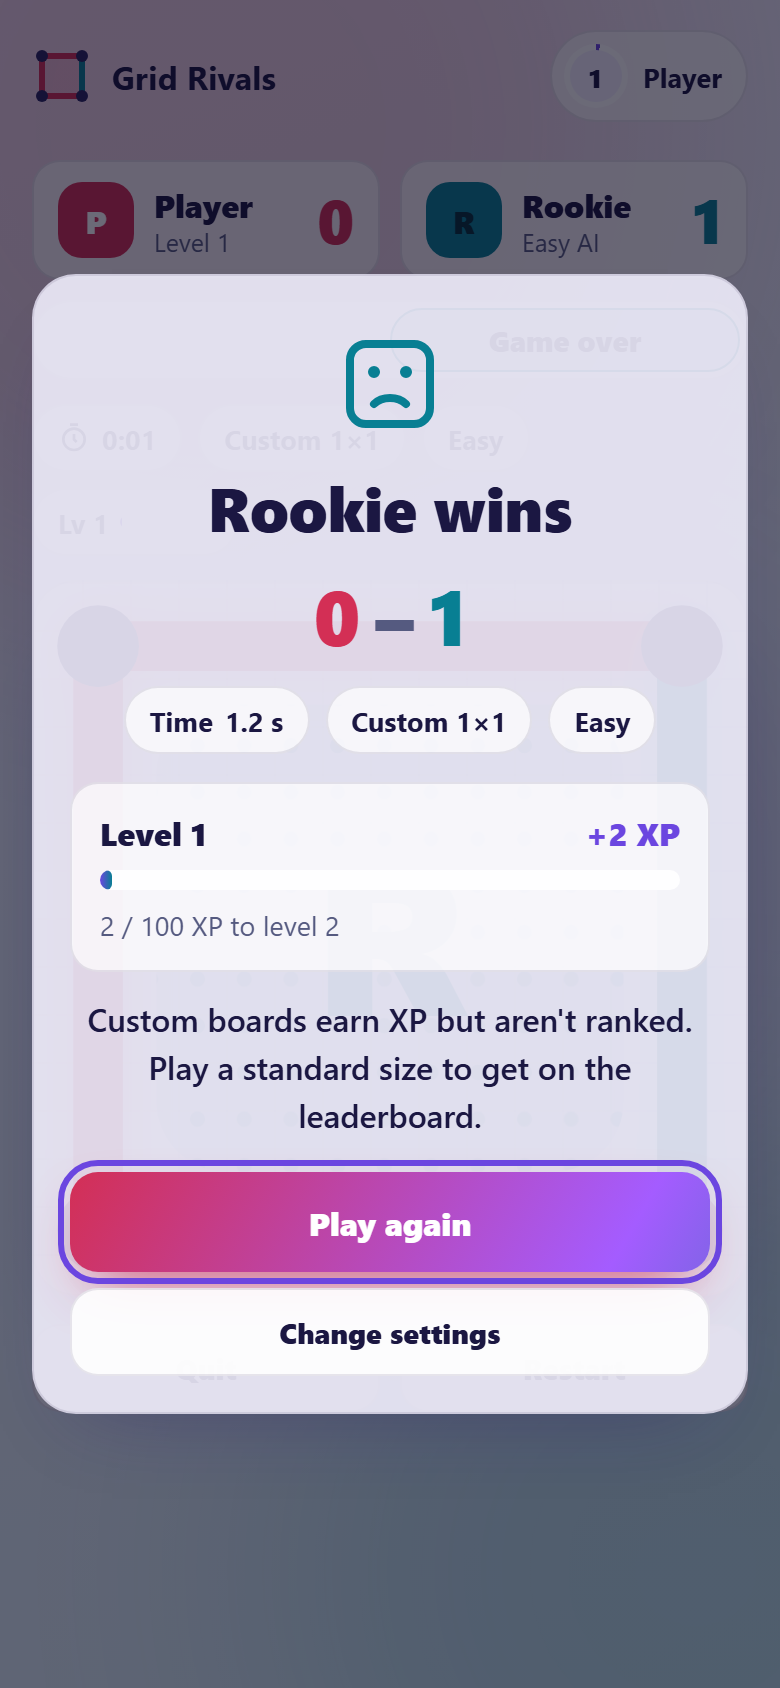 Grid Rivals
1
Player
P
Player
Level 1
0
R
Rookie
Easy AI
1
Game over
0:01
Custom 1×1
Easy
Lv 1
Rookie wins
0 – 1
Time 1.2 s
Custom 1×1
Easy
Level 1
+2 XP
2 / 100 XP to level 2
R
Custom boards earn XP but aren't ranked.
Play a standard size to get on the
leaderboard.
Play again
Change settings
Quit
Restart